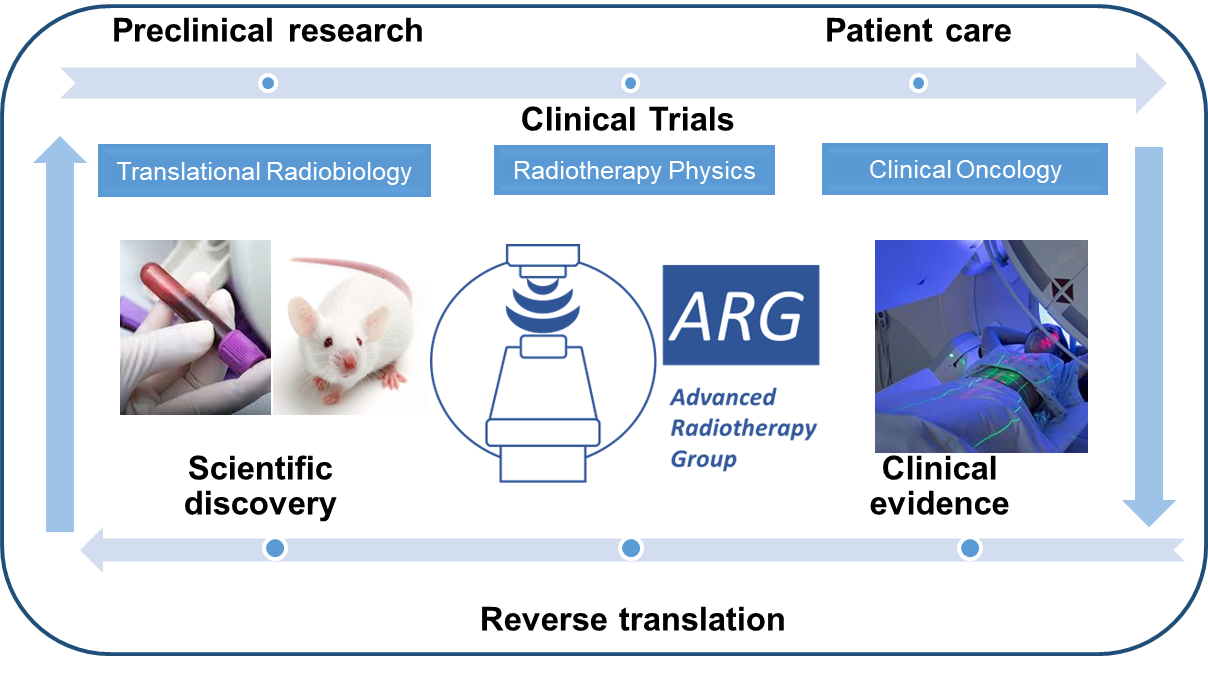 Preclinical research
Patient care
Clinical Trials
Translational Radiobiology
Radiotherapy Physics
Clinical Oncology
ARG
Advanced
Radiotherapy
Group
Scientific
discovery
Clinical
evidence
Reverse translation